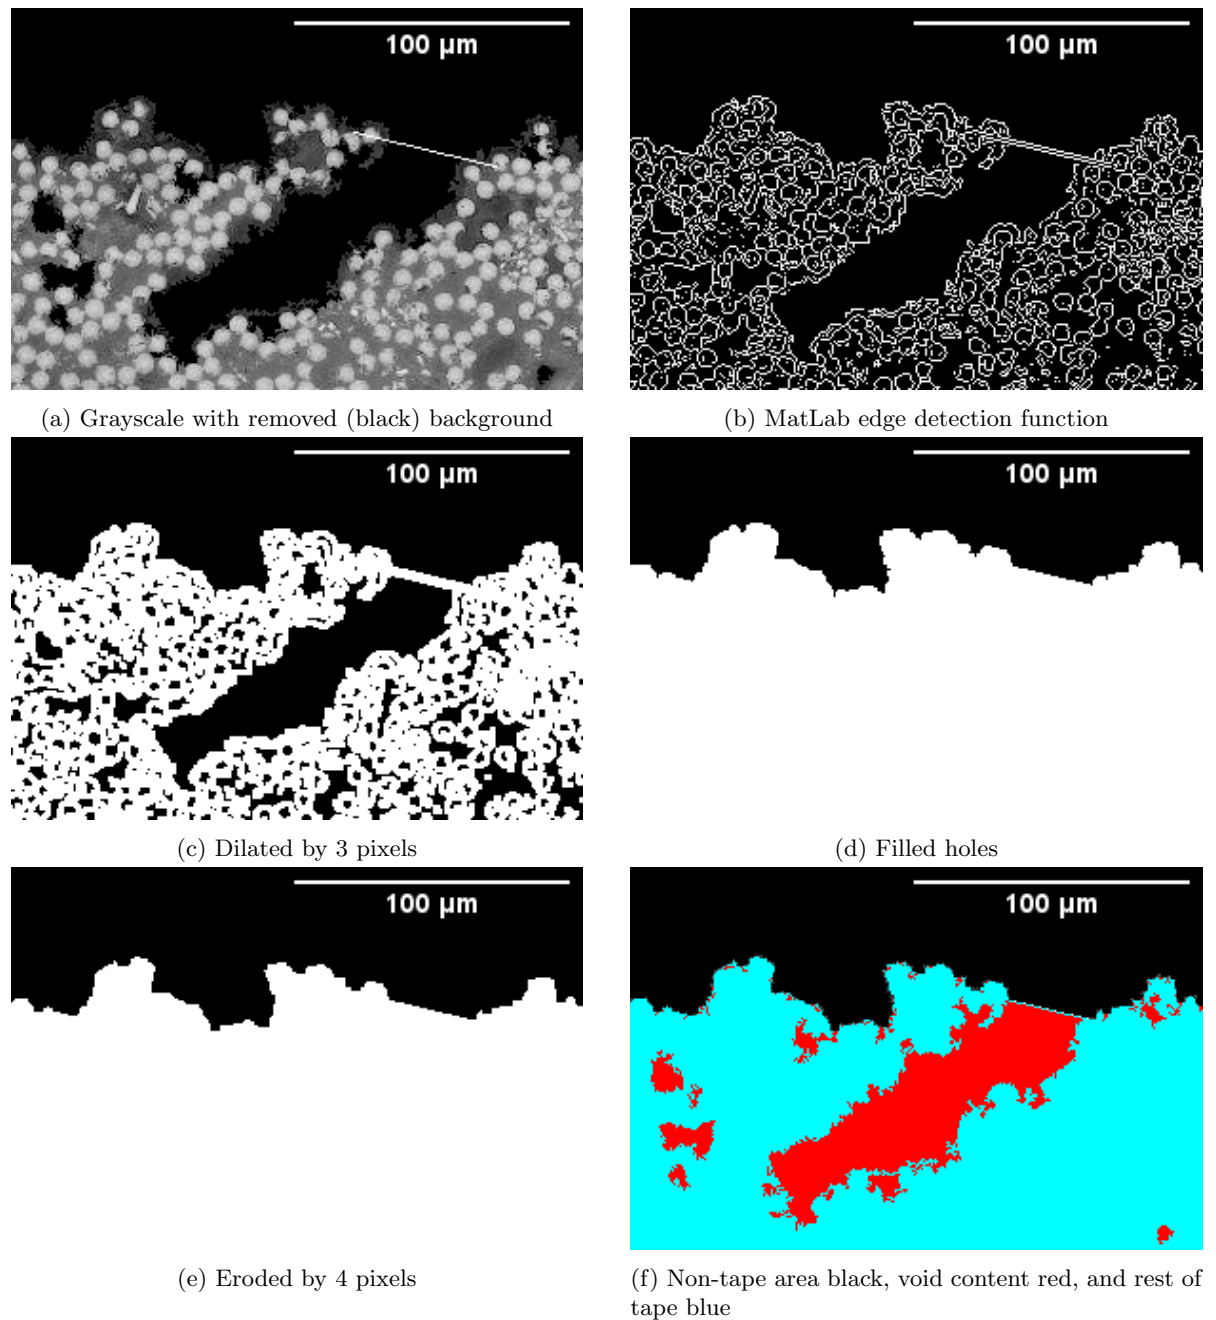 100 µm
100 µm
(a) Grayscale with removed (black) background
(b) MatLab edge detection function
100 µm
100 µm
(c) Dilated by 3 pixels
(d) Filled holes
100 µm
100 µm
(e) Eroded by 4 pixels
(f) Non-tape area black, void content red, and rest of
tape blue